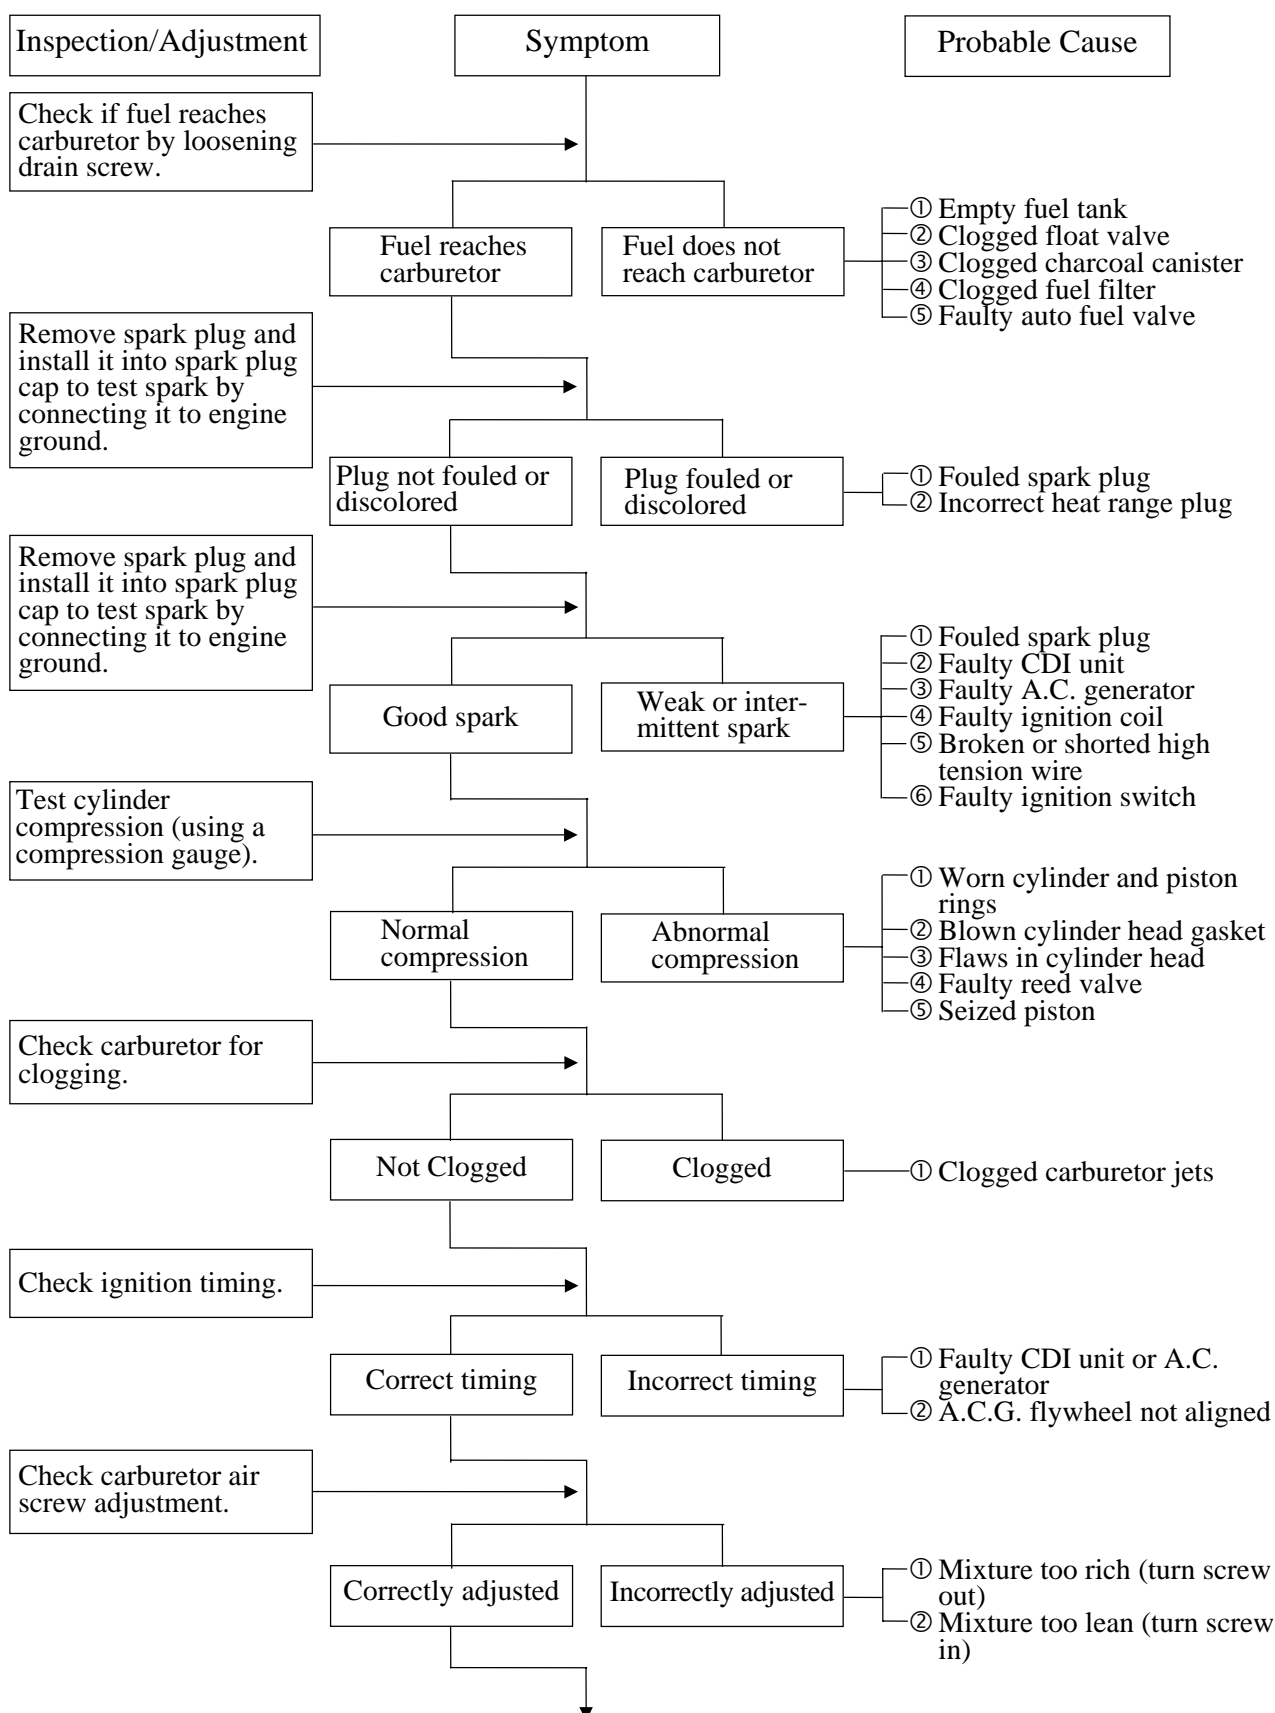 Inspection/Adjustment
Symptom
Probable Cause
Check if fuel reaches
carburetor by loosening
drain screw.
Fuel reaches
carburetor
Fuel does not
reach carburetor
① Empty fuel tank
② Clogged float valve
③ Clogged charcoal canister
④ Clogged fuel filter
⑤ Faulty auto fuel valve
Remove spark plug and
install it into spark plug
cap to test spark by
connecting it to engine
ground.
Plug not fouled or
discolored
Plug fouled or
discolored
① Fouled spark plug
② Incorrect heat range plug
Remove spark plug and
install it into spark plug
cap to test spark by
connecting it to engine
ground.
Good spark
Weak or inter-
mittent spark
① Fouled spark plug
② Faulty CDI unit
③ Faulty A.C. generator
④ Faulty ignition coil
⑤ Broken or shorted high
tension wire
⑥ Faulty ignition switch
Test cylinder
compression (using a
compression gauge).
Normal
compression
Abnormal
compression
① Worn cylinder and piston
rings
② Blown cylinder head gasket
③ Flaws in cylinder head
④ Faulty reed valve
⑤ Seized piston
Check carburetor for
clogging.
Not Clogged
Clogged
① Clogged carburetor jets
Check ignition timing.
Correct timing
Incorrect timing
① Faulty CDI unit or A.C.
generator
② A.C.G. flywheel not aligned
Check carburetor air
screw adjustment.
Correctly adjusted
Incorrectly adjusted
① Mixture too rich (turn screw
out)
② Mixture too lean (turn screw
in)